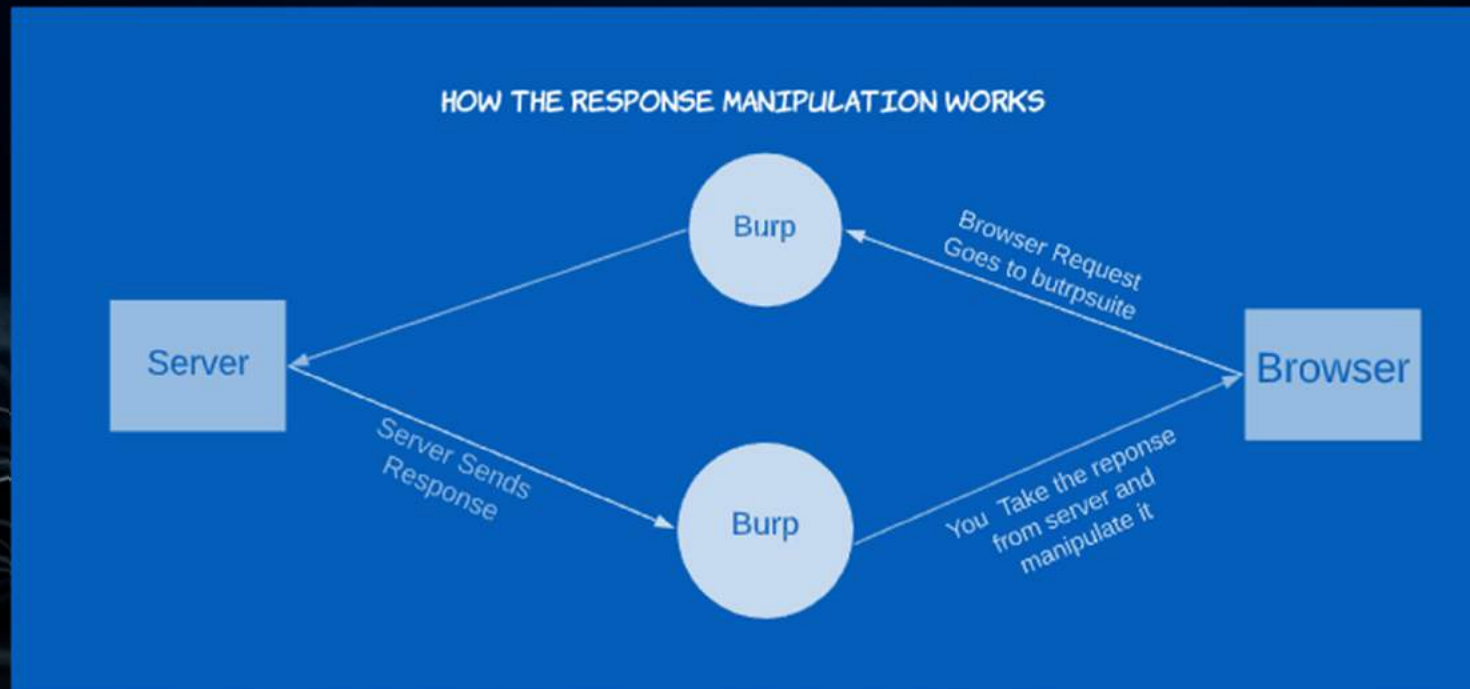 HOW THE RESPONSE MANIPULATION WORKS
Burp
Browser Request
Goes to butrpsuite
Server
Browser
Server Sends
Response
Burp
You Take the reponse
from server and
manipulate it